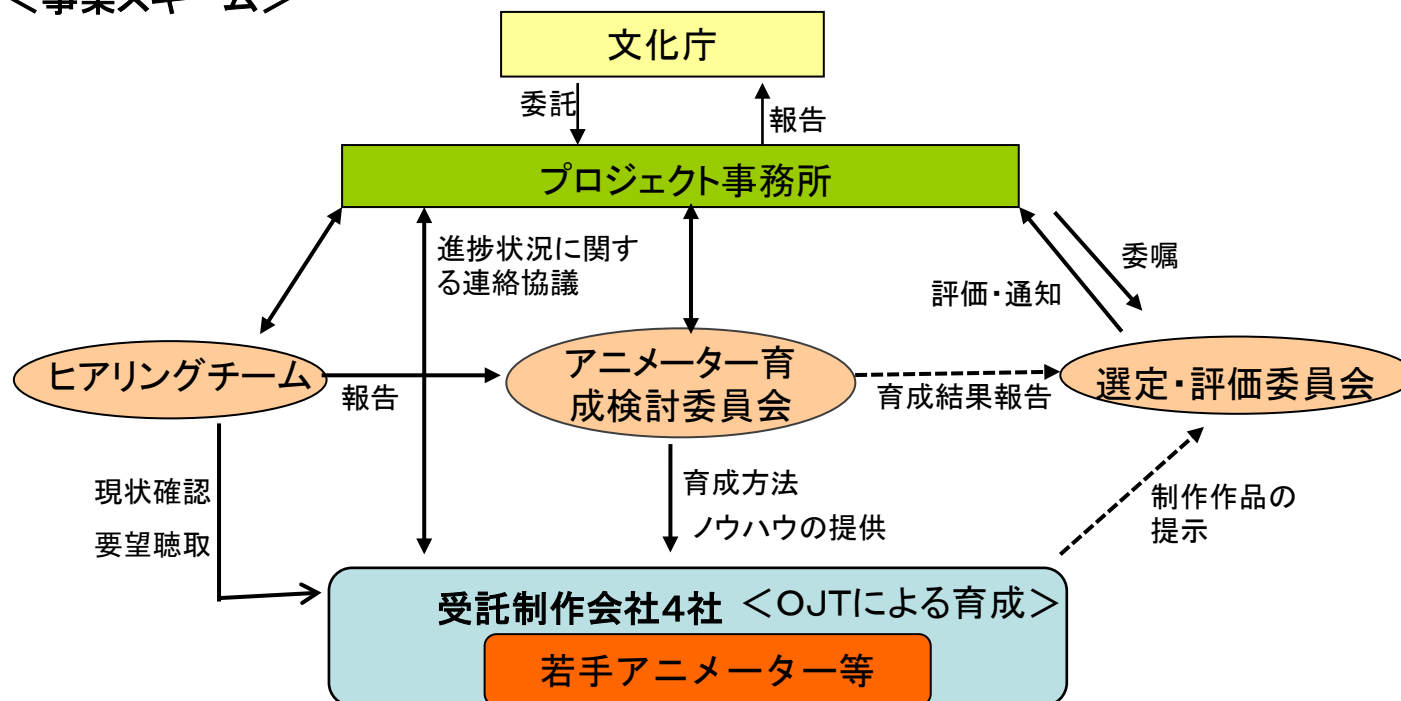 ＜事業スキーム＞
文化庁
委託
報告
プロジェクト事務所
進捗状況に関す
る連絡協議
委嘱
評価・通知
ヒアリングチーム
報告
アニメーター育
成検討委員会
育成結果報告
選定・評価委員会
現状確認
要望聴取
育成方法
ノウハウの提供
制作作品の
提示
受託制作会社４社 ＜ＯＪＴによる育成＞
若手アニメーター等